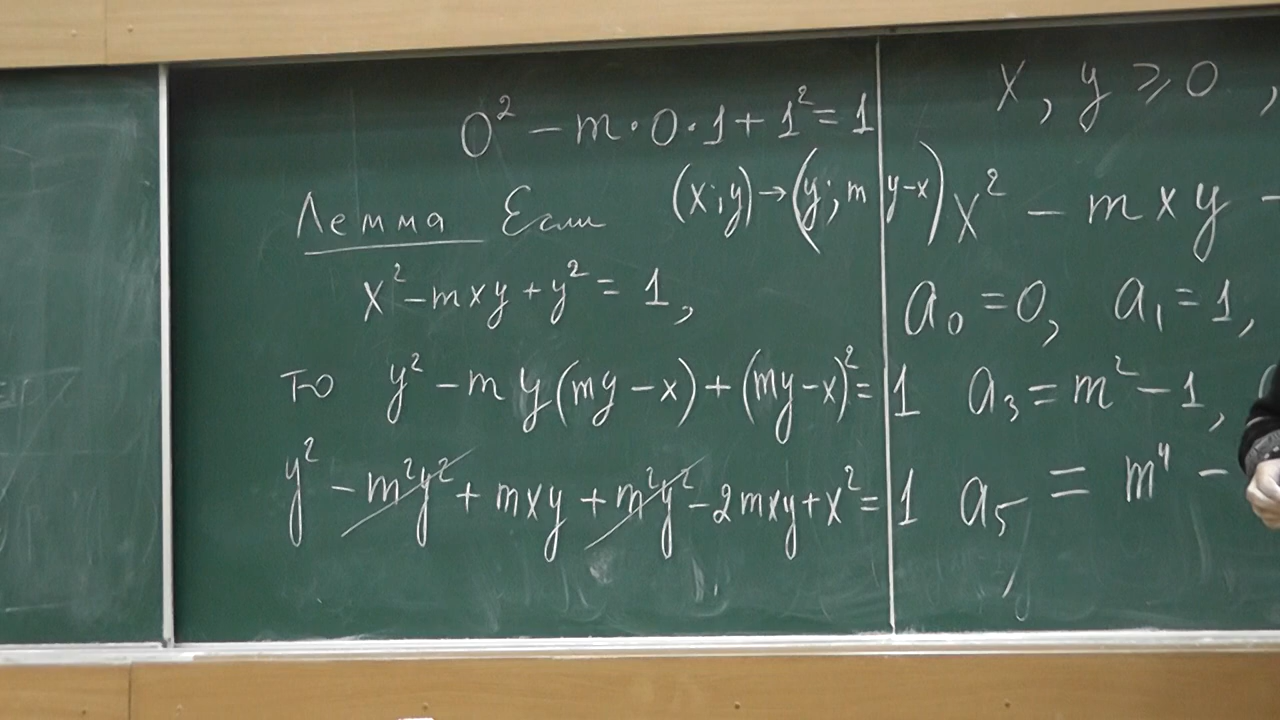 0² − m·0·1 + 1² = 1
Лемма Если (x;y)→(y; my−x)
x² − mxy + y² = 1,
то y² − my(my−x) + (my−x)² = 1
y² − m²y² + mxy + m²y² − 2mxy + x² = 1
x, y ⩾ 0,
x² − mxy −
a₀ = 0, a₁ = 1,
a₃ = m² − 1,
a₅ = m⁴ −